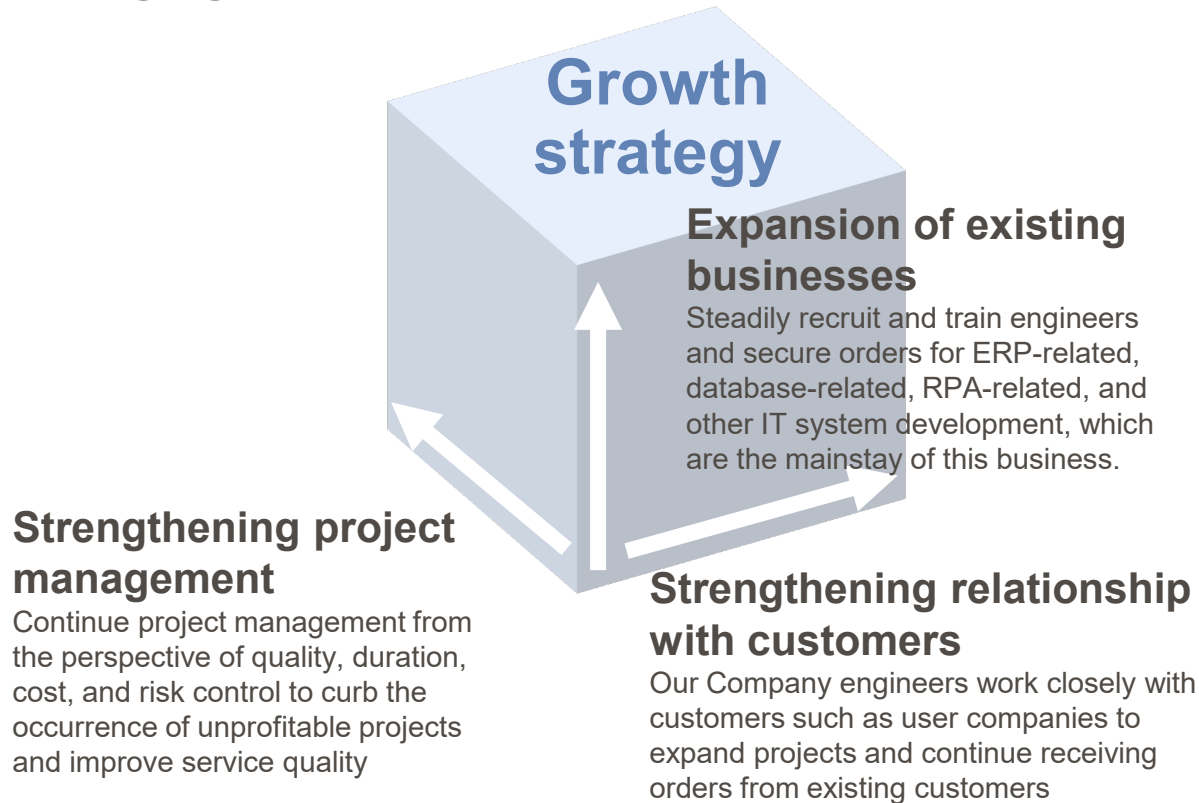 Growth
strategy
Expansion of existing
businesses
Steadily recruit and train engineers
and secure orders for ERP-related,
database-related, RPA-related, and
other IT system development, which
are the mainstay of this business.
Strengthening project
management
Continue project management from
the perspective of quality, duration,
cost, and risk control to curb the
occurrence of unprofitable projects
and improve service quality
Strengthening relationship
with customers
Our Company engineers work closely with
customers such as user companies to
expand projects and continue receiving
orders from existing customers